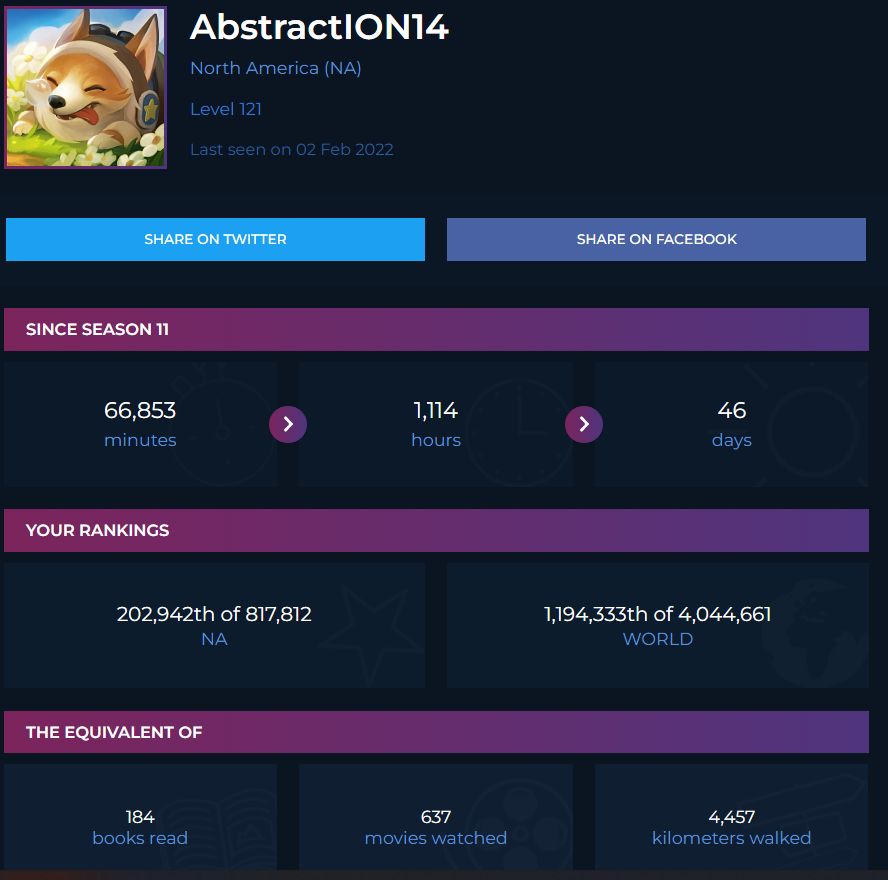 AbstractION14
North America (NA)
Level 121
Last seen on 02 Feb 2022
SHARE ON TWITTER
SHARE ON FACEBOOK
SINCE SEASON 11
66,853
minutes
1,114
hours
46
days
YOUR RANKINGS
202,942th of 817,812
NA
1,194,333th of 4,044,661
WORLD
THE EQUIVALENT OF
184
books read
637
movies watched
4,457
kilometers walked